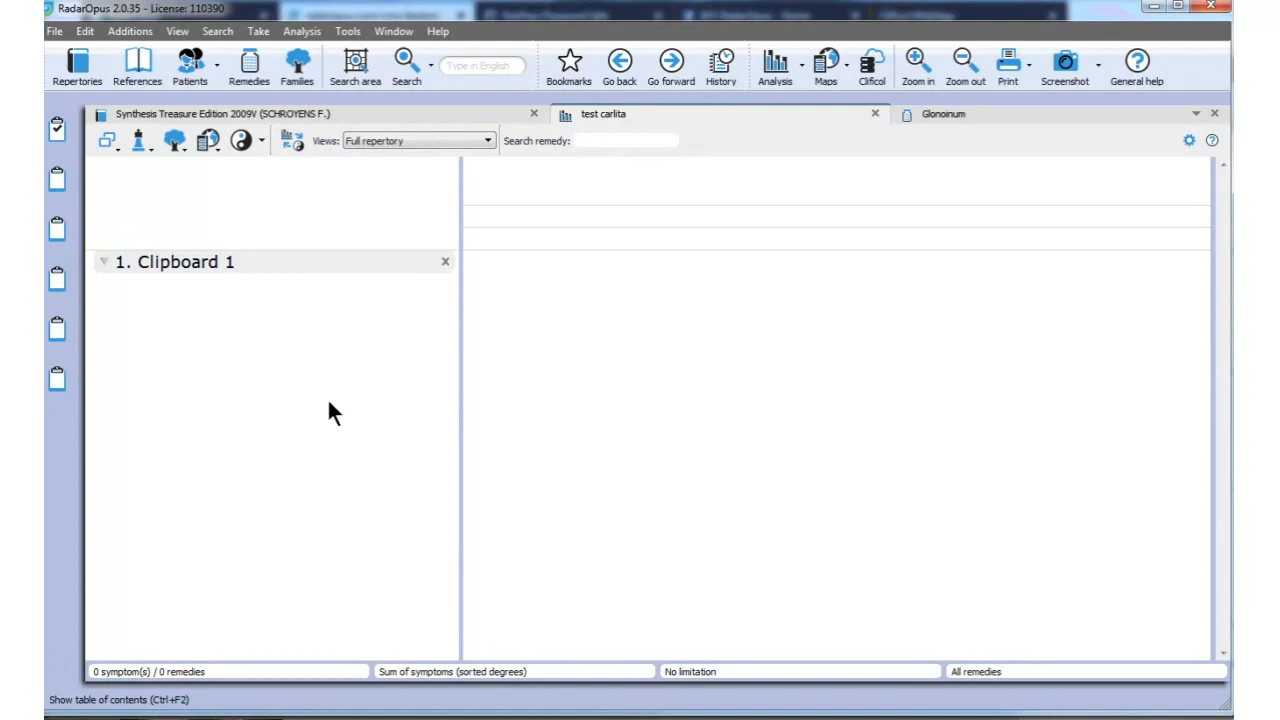 RadarOpus 2.0.35 - License: 110390
File Edit Additions View Search Take Analysis Tools Window Help
Repertories References Patients Remedies Families Search area Search Type in English Bookmarks Go back Go forward History Analysis Maps Clificol Zoom in Zoom out Print Screenshot General help
Synthesis Treasure Edition 2009V (SCHROYENS F.) test carlita Glonoinum
Views: Full repertory Search remedy:
1. Clipboard 1
0 symptom(s) / 0 remedies Sum of symptoms (sorted degrees) No limitation All remedies
Show table of contents (Ctrl+F2)